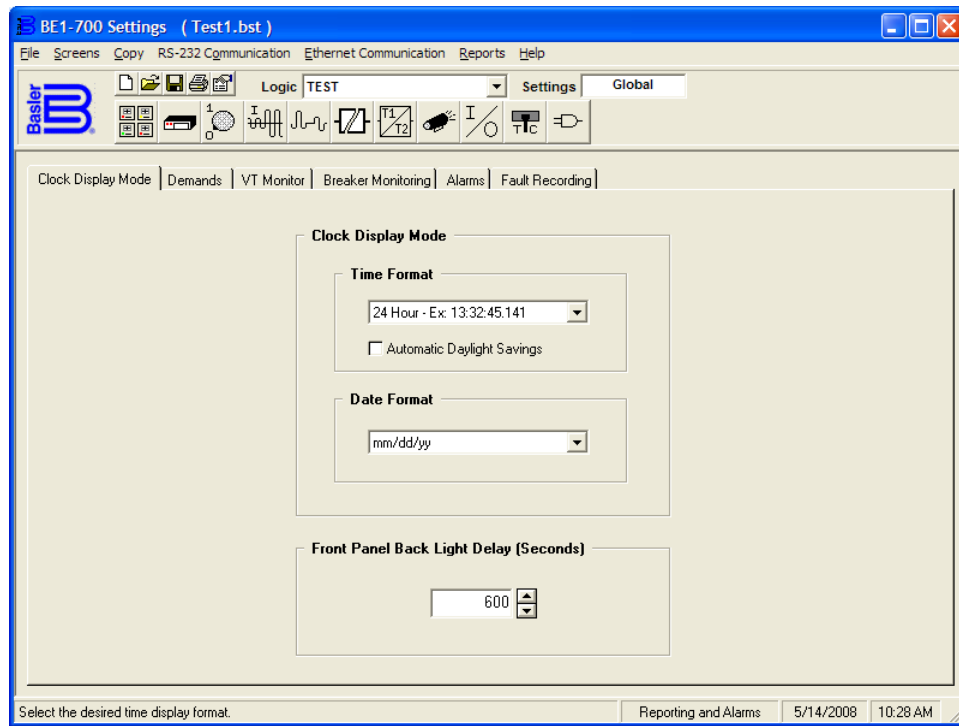 BE1-700 Settings ( Test1.bst )
File Screens Copy RS-232 Communication Ethernet Communication Reports Help
Basler
Logic TEST Settings Global
1 0 I T1 T2 I O T C
Clock Display Mode Demands VT Monitor Breaker Monitoring Alarms Fault Recording
Clock Display Mode
Time Format
24 Hour - Ex: 13:32:45.141
Automatic Daylight Savings
Date Format
mm/dd/yy
Front Panel Back Light Delay (Seconds)
600
Select the desired time display format. Reporting and Alarms 5/14/2008 10:28 AM